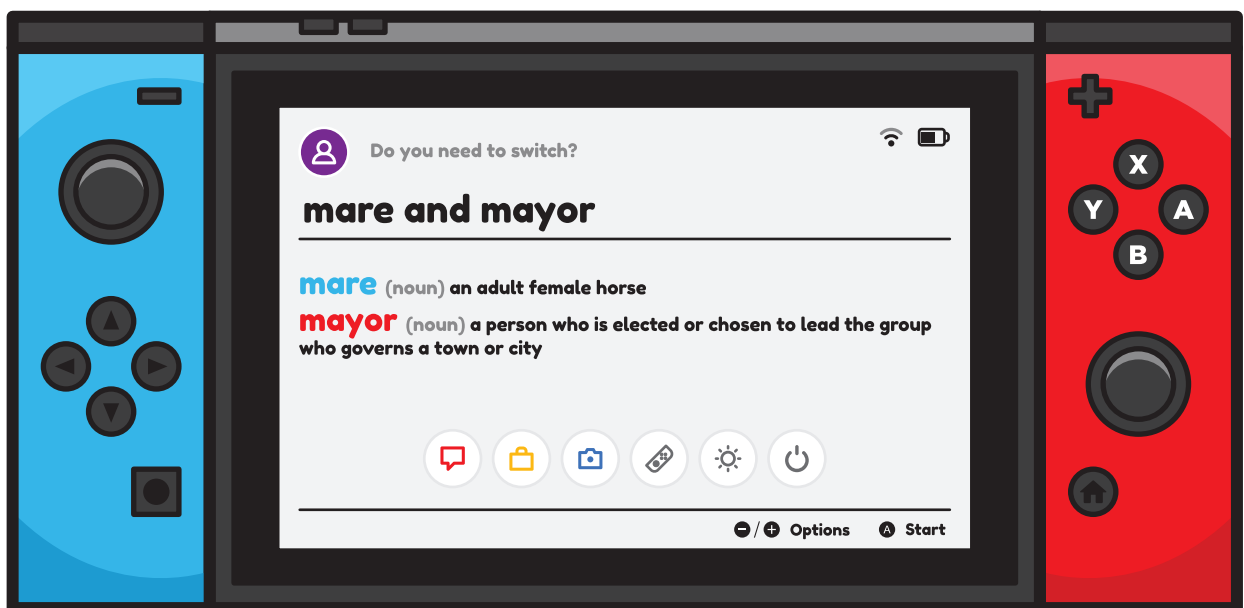 Do you need to switch?
mare and mayor
mare (noun) an adult female horse
mayor (noun) a person who is elected or chosen to lead the group
who governs a town or city
X
Y A
B
−/+ Options A Start